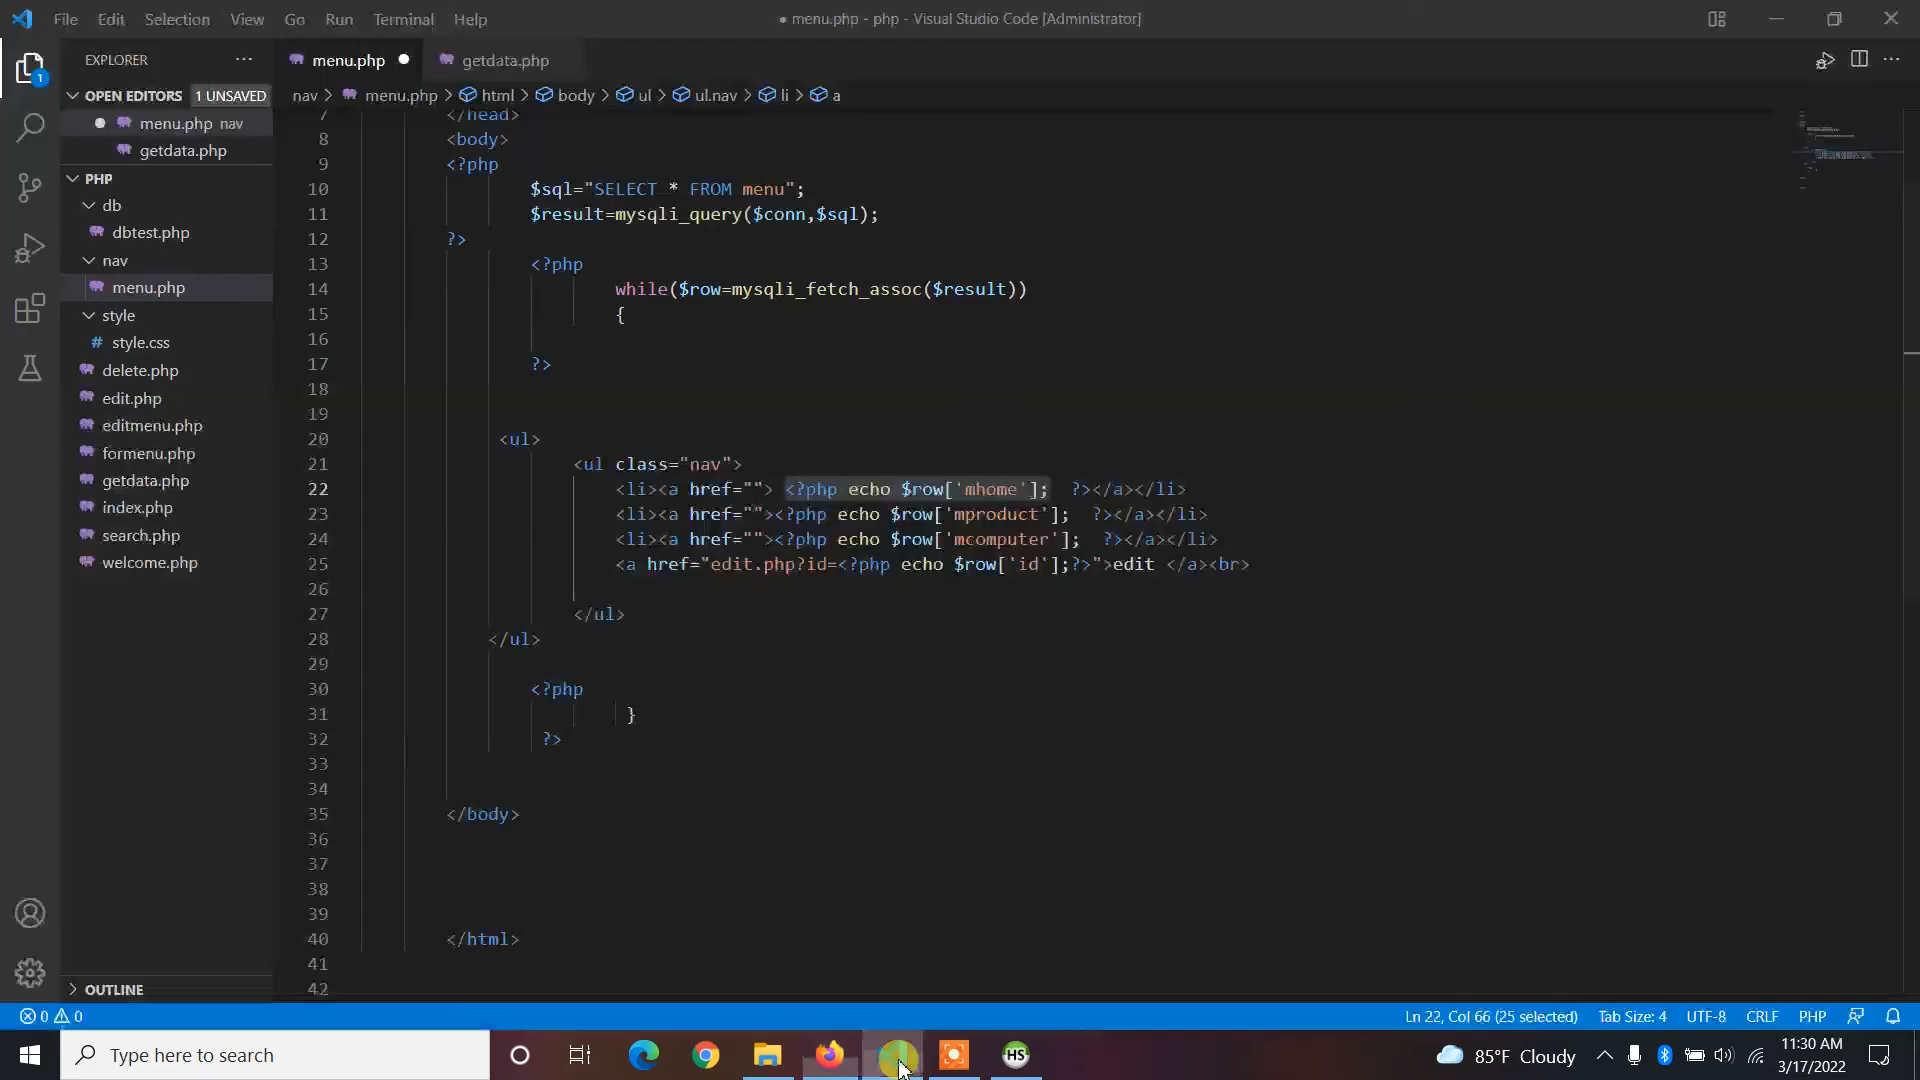 File Edit Selection View Go Run Terminal Help ● menu.php - php - Visual Studio Code [Administrator]
EXPLORER ··· menu.php ● getdata.php
OPEN EDITORS 1 UNSAVED
nav > menu.php > html > body > ul > ul.nav > li > a
● menu.php nav
getdata.php
PHP
db
dbtest.php
nav
menu.php
style
# style.css
delete.php
edit.php
editmenu.php
formenu.php
getdata.php
index.php
search.php
welcome.php
OUTLINE
7 </head>
8 <body>
9 <?php
10 $sql="SELECT * FROM menu";
11 $result=mysqli_query($conn,$sql);
12 ?>
13 <?php
14 while($row=mysqli_fetch_assoc($result))
15 {
16
17 ?>
18
19
20 <ul>
21 <ul class="nav">
22 <li><a href=""> <?php echo $row['mhome'];  ?></a></li>
23 <li><a href=""><?php echo $row['mproduct'];  ?></a></li>
24 <li><a href=""><?php echo $row['mcomputer'];  ?></a></li>
25 <a href="edit.php?id=<?php echo $row['id'];?>">edit </a><br>
26
27 </ul>
28 </ul>
29
30 <?php
31 }
32 ?>
33
34
35 </body>
36
37
38
39
40 </html>
41
42
0 0 Ln 22, Col 66 (25 selected) Tab Size: 4 UTF-8 CRLF PHP
Type here to search HS 85°F Cloudy 11:30 AM
3/17/2022
1